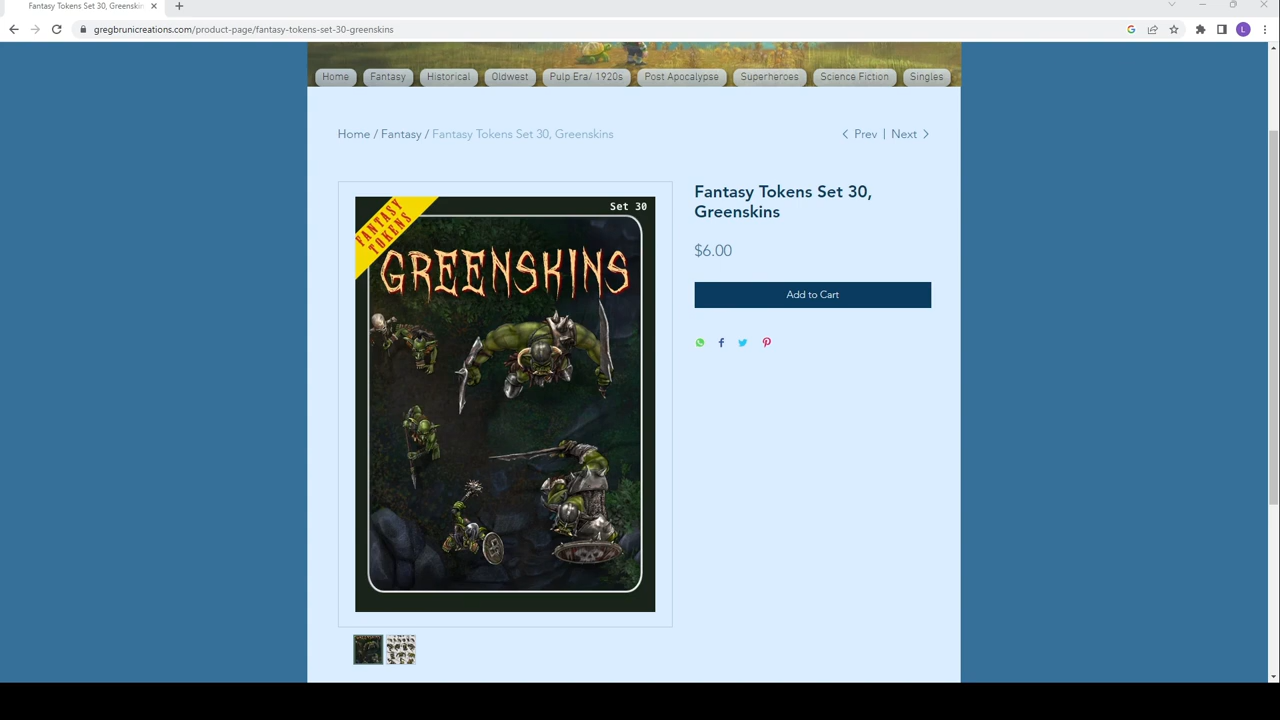 Fantasy Tokens Set 30, Greenskin
gregbrunicreations.com/product-page/fantasy-tokens-set-30-greenskins
L
Home Fantasy Historical Oldwest Pulp Era/ 1920s Post Apocalypse Superheroes Science Fiction Singles
Home / Fantasy / Fantasy Tokens Set 30, Greenskins
Prev | Next
Set 30
FANTASY
TOKENS
GREENSKINS
Fantasy Tokens Set 30,
Greenskins
$6.00
Add to Cart